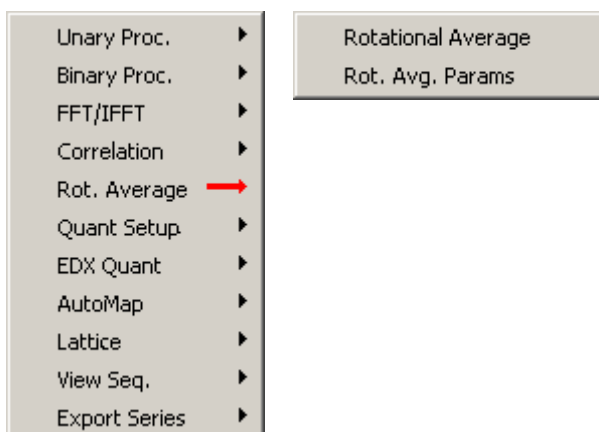 Unary Proc.
Binary Proc.
FFT/IFFT
Correlation
Rot. Average
Quant Setup
EDX Quant
AutoMap
Lattice
View Seq.
Export Series
Rotational Average
Rot. Avg. Params